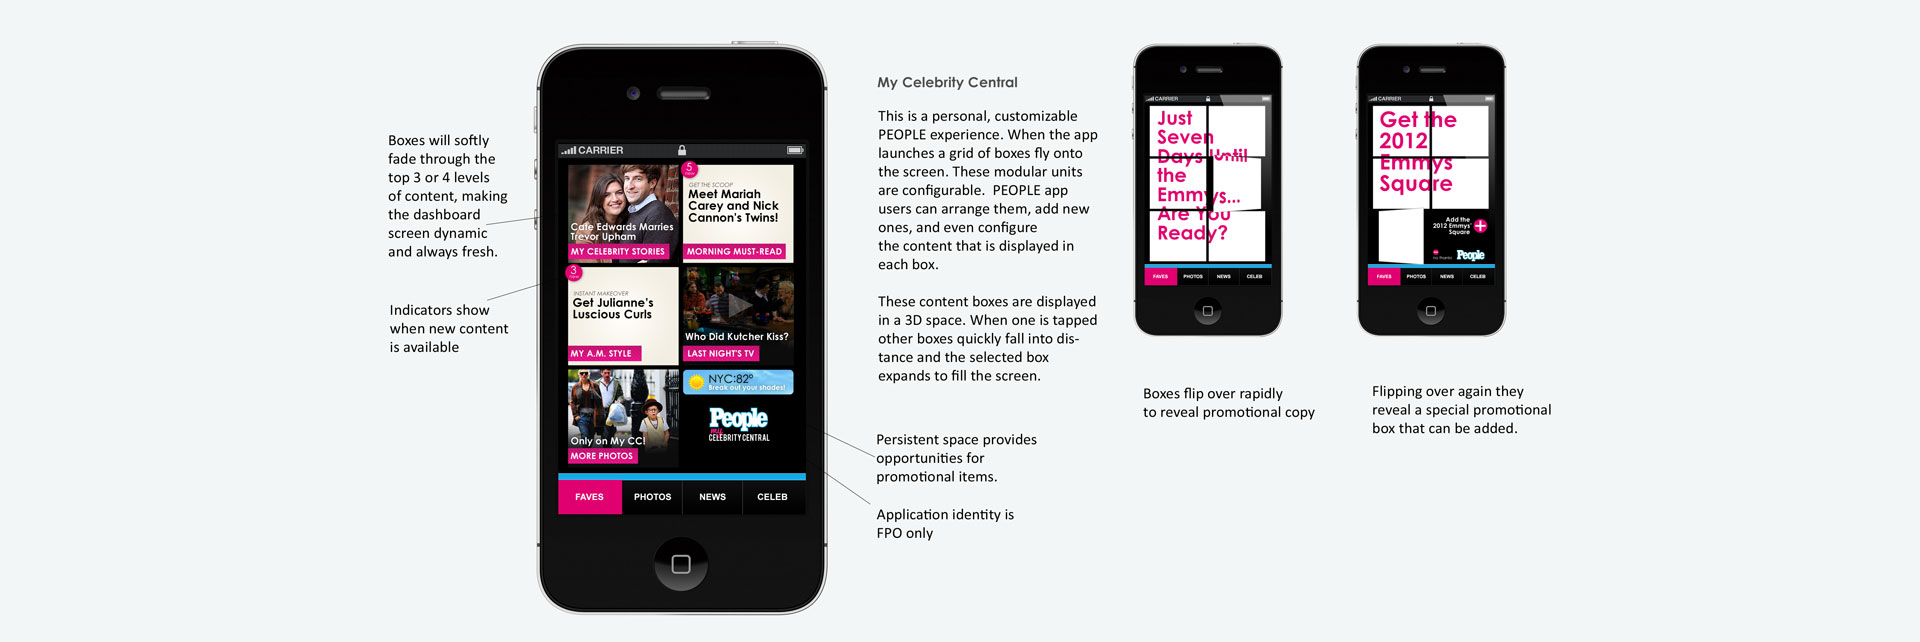 Boxes will softly
fade through the
top 3 or 4 levels
of content, making
the dashboard
screen dynamic
and always fresh.
Indicators show
when new content
is available
CARRIER
Cafe Edwards Marries
Trevor Upham
MY CELEBRITY STORIES
5
new
GET THE SCOOP
Meet Mariah
Carey and Nick
Cannon's Twins!
MORNING MUST-READ
3
new
INSTANT MAKEOVER
Get Julianne's
Luscious Curls
MY A.M. STYLE
Who Did Kutcher Kiss?
LAST NIGHT'S TV
Only on My CC!
MORE PHOTOS
NYC:82°
Break out your shades!
People
my
CELEBRITY CENTRAL
FAVES
PHOTOS
NEWS
CELEB
My Celebrity Central
This is a personal, customizable
PEOPLE experience. When the app
launches a grid of boxes fly onto
the screen. These modular units
are configurable.  PEOPLE app
users can arrange them, add new
ones, and even configure
the content that is displayed in
each box.
These content boxes are displayed
in a 3D space. When one is tapped
other boxes quickly fall into dis-
tance and the selected box
expands to fill the screen.
Persistent space provides
opportunities for
promotional items.
Application identity is
FPO only
CARRIER
Just
Seven
Days Until
the
Emmys...
Are You
Ready?
FAVES
PHOTOS
NEWS
CELEB
Boxes flip over rapidly
to reveal promotional copy
CARRIER
Get the
2012
Emmys
Square
Add the
2012 Emmys'
Square
no thanks
People
FAVES
PHOTOS
NEWS
CELEB
Flipping over again they
reveal a special promotional
box that can be added.